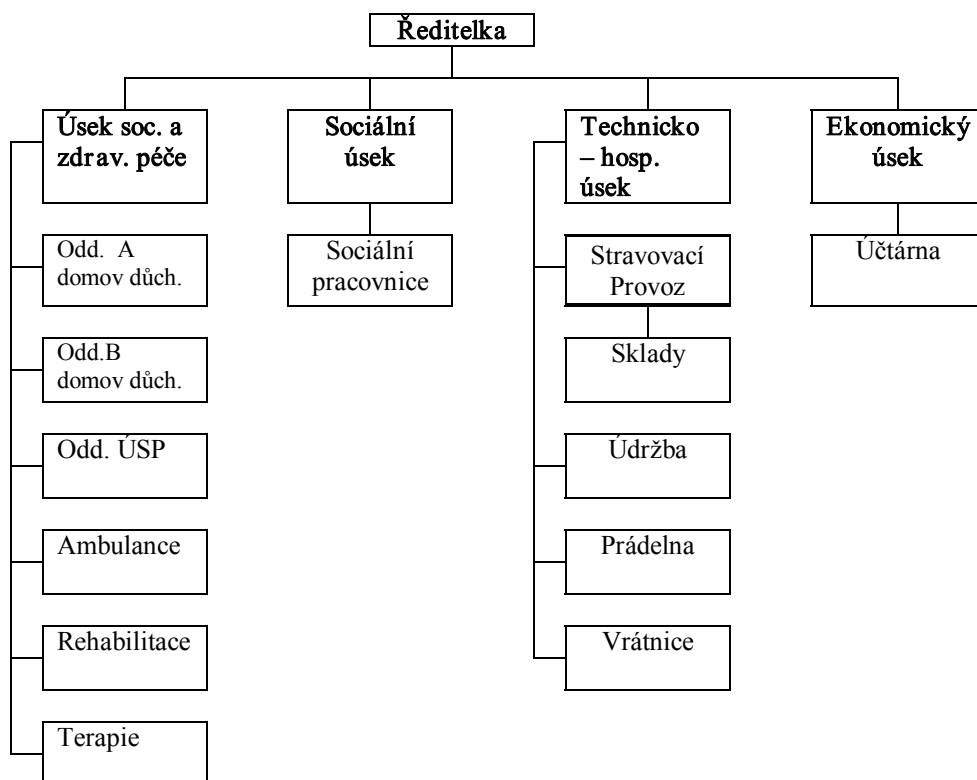 Ředitelka
Úsek soc. a
zdrav. péče
Sociální
úsek
Technicko
– hosp.
úsek
Ekonomický
úsek
Odd. A
domov důch.
Sociální
pracovnice
Stravovací
Provoz
Účtárna
Odd.B
domov důch.
Sklady
Odd. ÚSP
Údržba
Ambulance
Prádelna
Rehabilitace
Vrátnice
Terapie